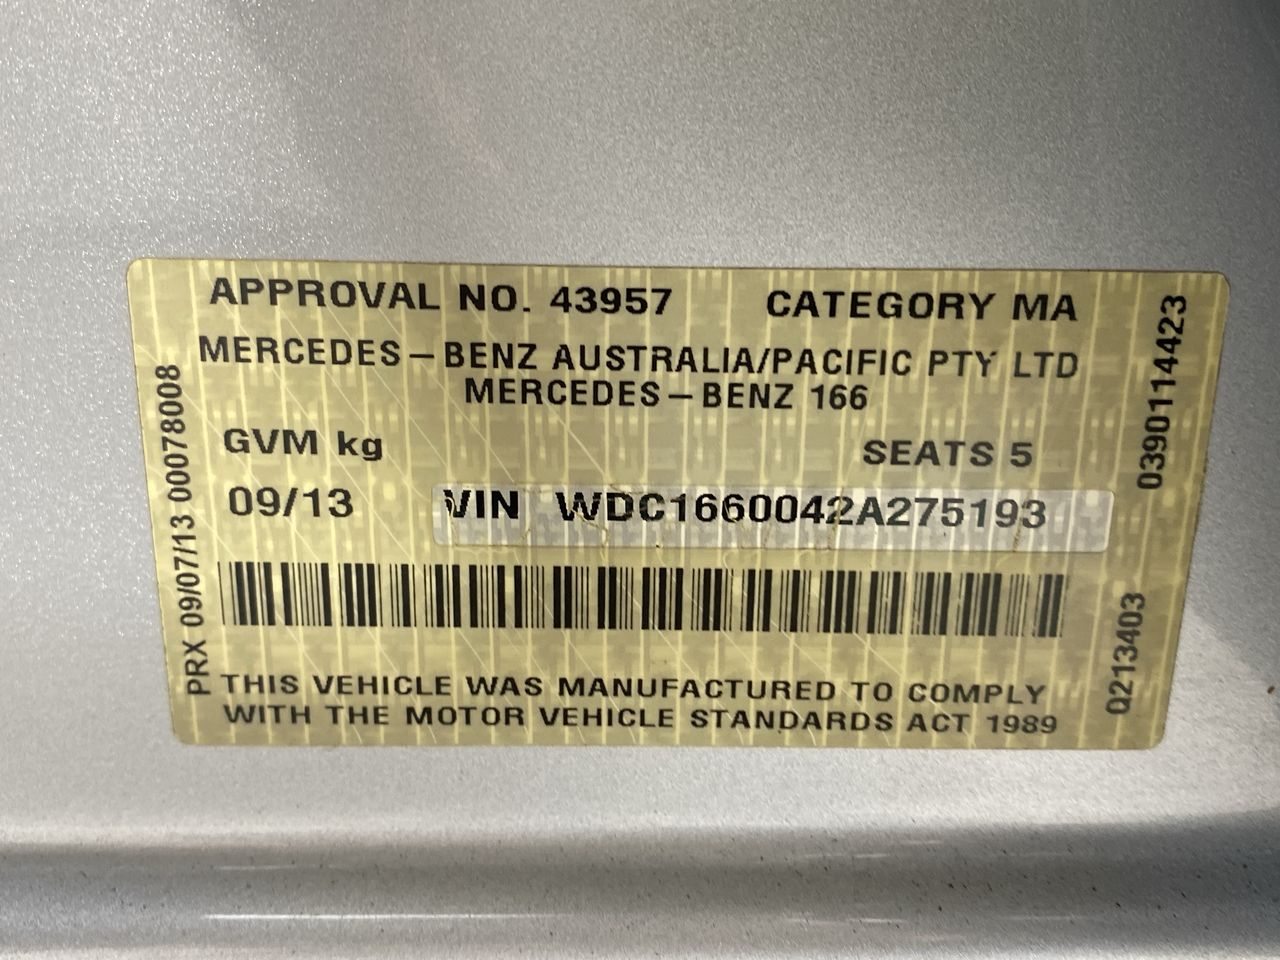 APPROVAL NO. 43957 CATEGORY MA
MERCEDES-BENZ AUSTRALIA/PACIFIC PTY LTD
MERCEDES-BENZ 166
GVM kg SEATS 5
09/13 VIN WDC1660042A275193
THIS VEHICLE WAS MANUFACTURED TO COMPLY
WITH THE MOTOR VEHICLE STANDARDS ACT 1989
PRX 09/07/13 00078008
0390114423
Q213403